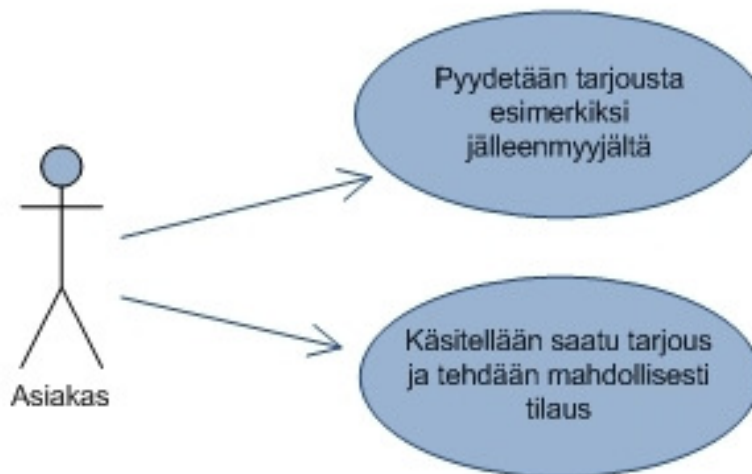 Pyydetään tarjousta
esimerkiksi
jälleenmyyjältä
Käsitellään saatu tarjous
ja tehdään mahdollisesti
tilaus
Asiakas